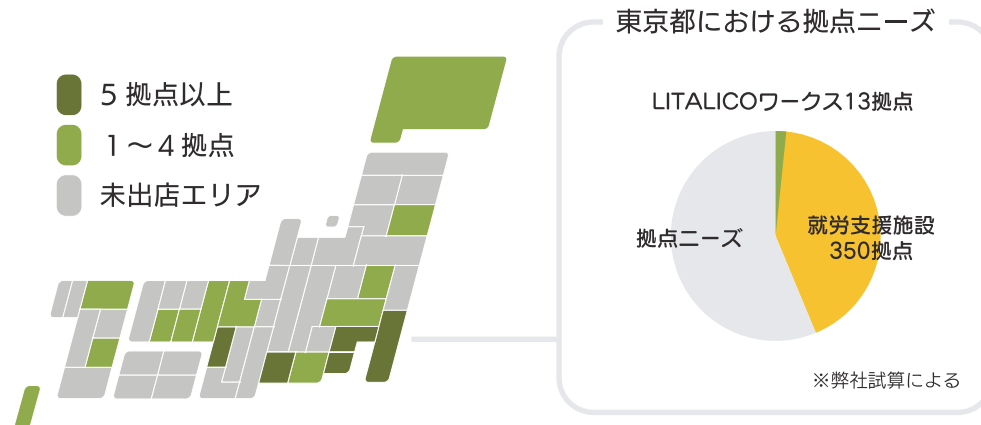 5 拠点以上
1～4 拠点
未出店エリア
東京都における拠点ニーズ
LITALICOワークス13拠点
拠点ニーズ
就労支援施設
350拠点
※弊社試算による